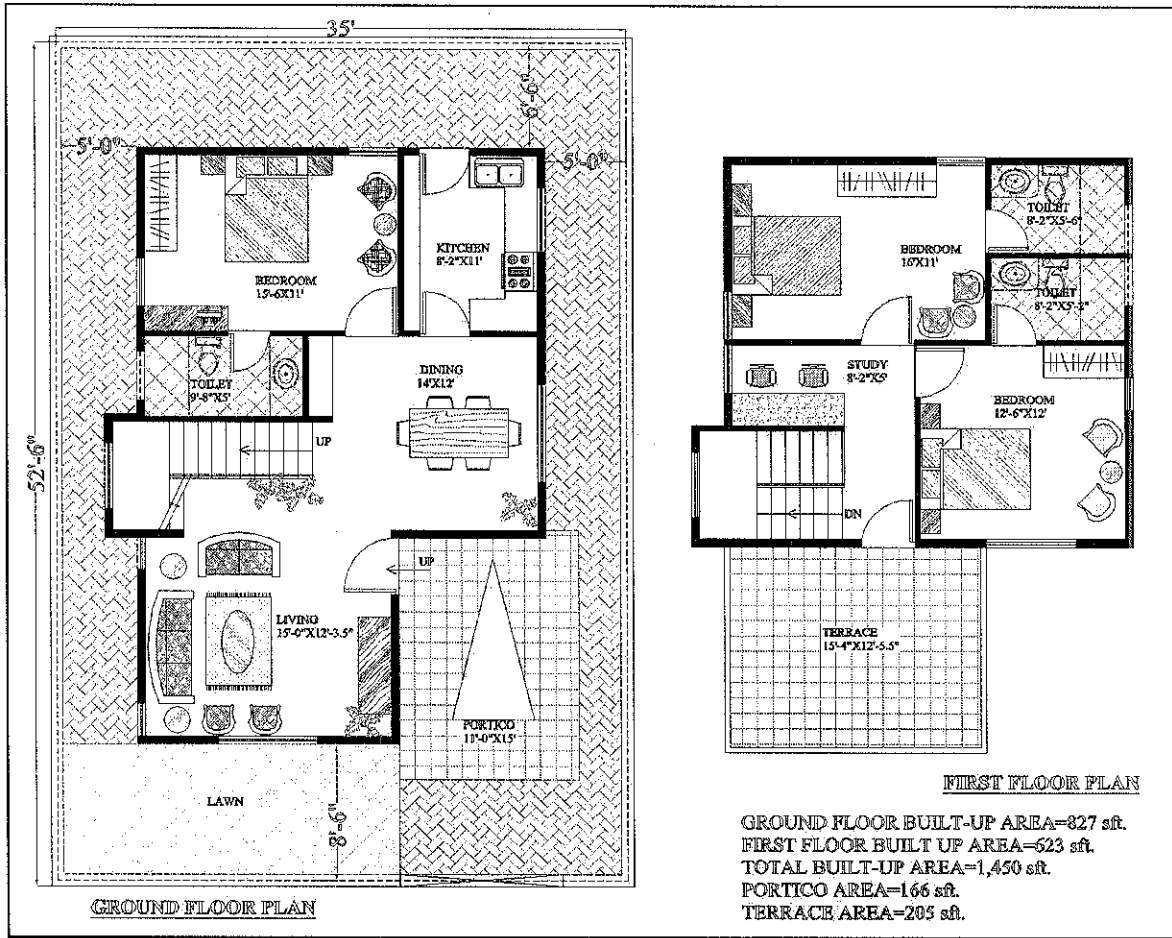 35'
6'-6"
5'-0"
5'-0"
KITCHEN
8'-2"X11'
BEDROOM
15'-6X11'
DINING
14'X12'
TOILEY
9'-8"X5'
UP
52'-6"
UP
LIVING
15'-0"X12'-3.5"
PORTICO
11'-0"X15'
LAWN
8'-6"
GROUND FLOOR PLAN
TOILET
8'-2"X5'-6"
BEDROOM
16'X11'
TOILET
8'-2"X5'-2"
STUDY
8'-2"X5'
BEDROOM
12'-6"X12'
DN
TERRACE
15'-4"X12'-5.5"
FIRST FLOOR PLAN
GROUND FLOOR BUILT-UP AREA=827 sft.
FIRST FLOOR BUILT UP AREA=623 sft.
TOTAL BUILT-UP AREA=1,450 sft.
PORTICO AREA=166 sft.
TERRACE AREA=205 sft.